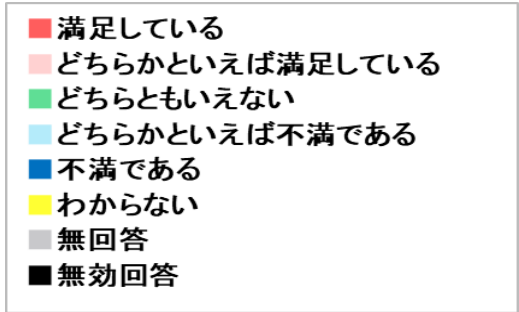 満足している
どちらかといえば満足している
どちらともいえない
どちらかといえば不満である
不満である
わからない
無回答
無効回答